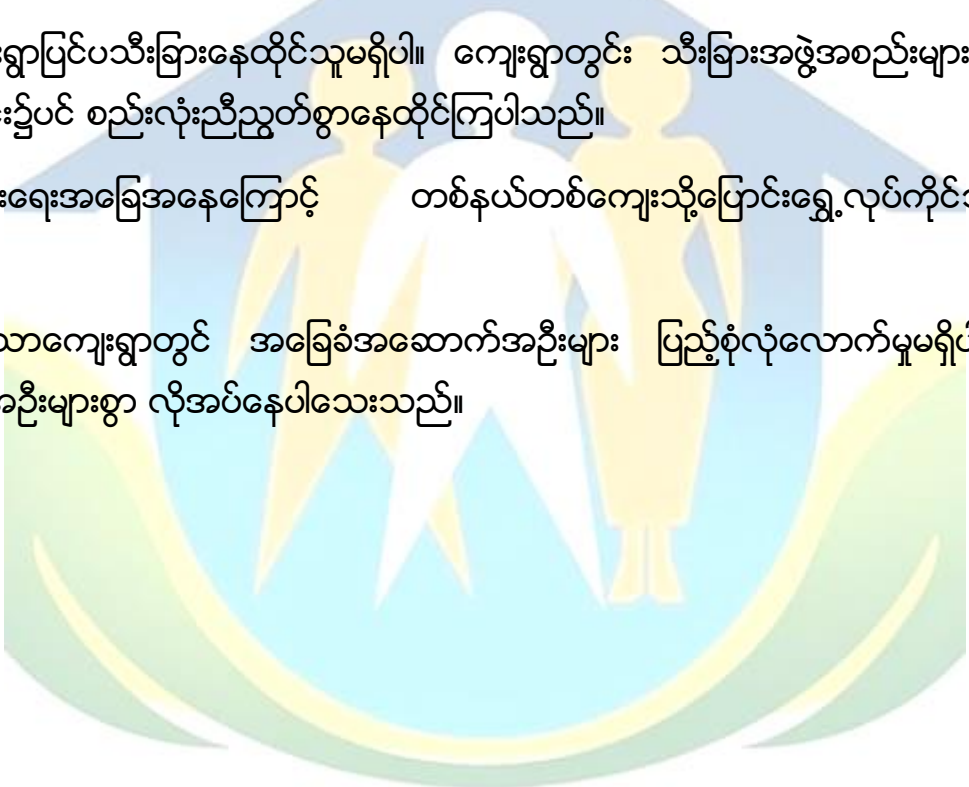 ရွာပြင်ပသီးခြားနေထိုင်သူမရှိပါ။ ကျေးရွာတွင်း သီးခြားအဖွဲ့အစည်းများ
၌ပင် စည်းလုံးညီညွတ်စွာနေထိုင်ကြပါသည်။
ရေးအခြေအနေကြောင့် တစ်နယ်တစ်ကျေးသို့ပြောင်းရွှေ့လုပ်ကိုင်
သာကျေးရွာတွင် အခြေခံအဆောက်အဦးများ ပြည့်စုံလုံလောက်မှုမရှိ
အဦးများစွာ လိုအပ်နေပါသေးသည်။